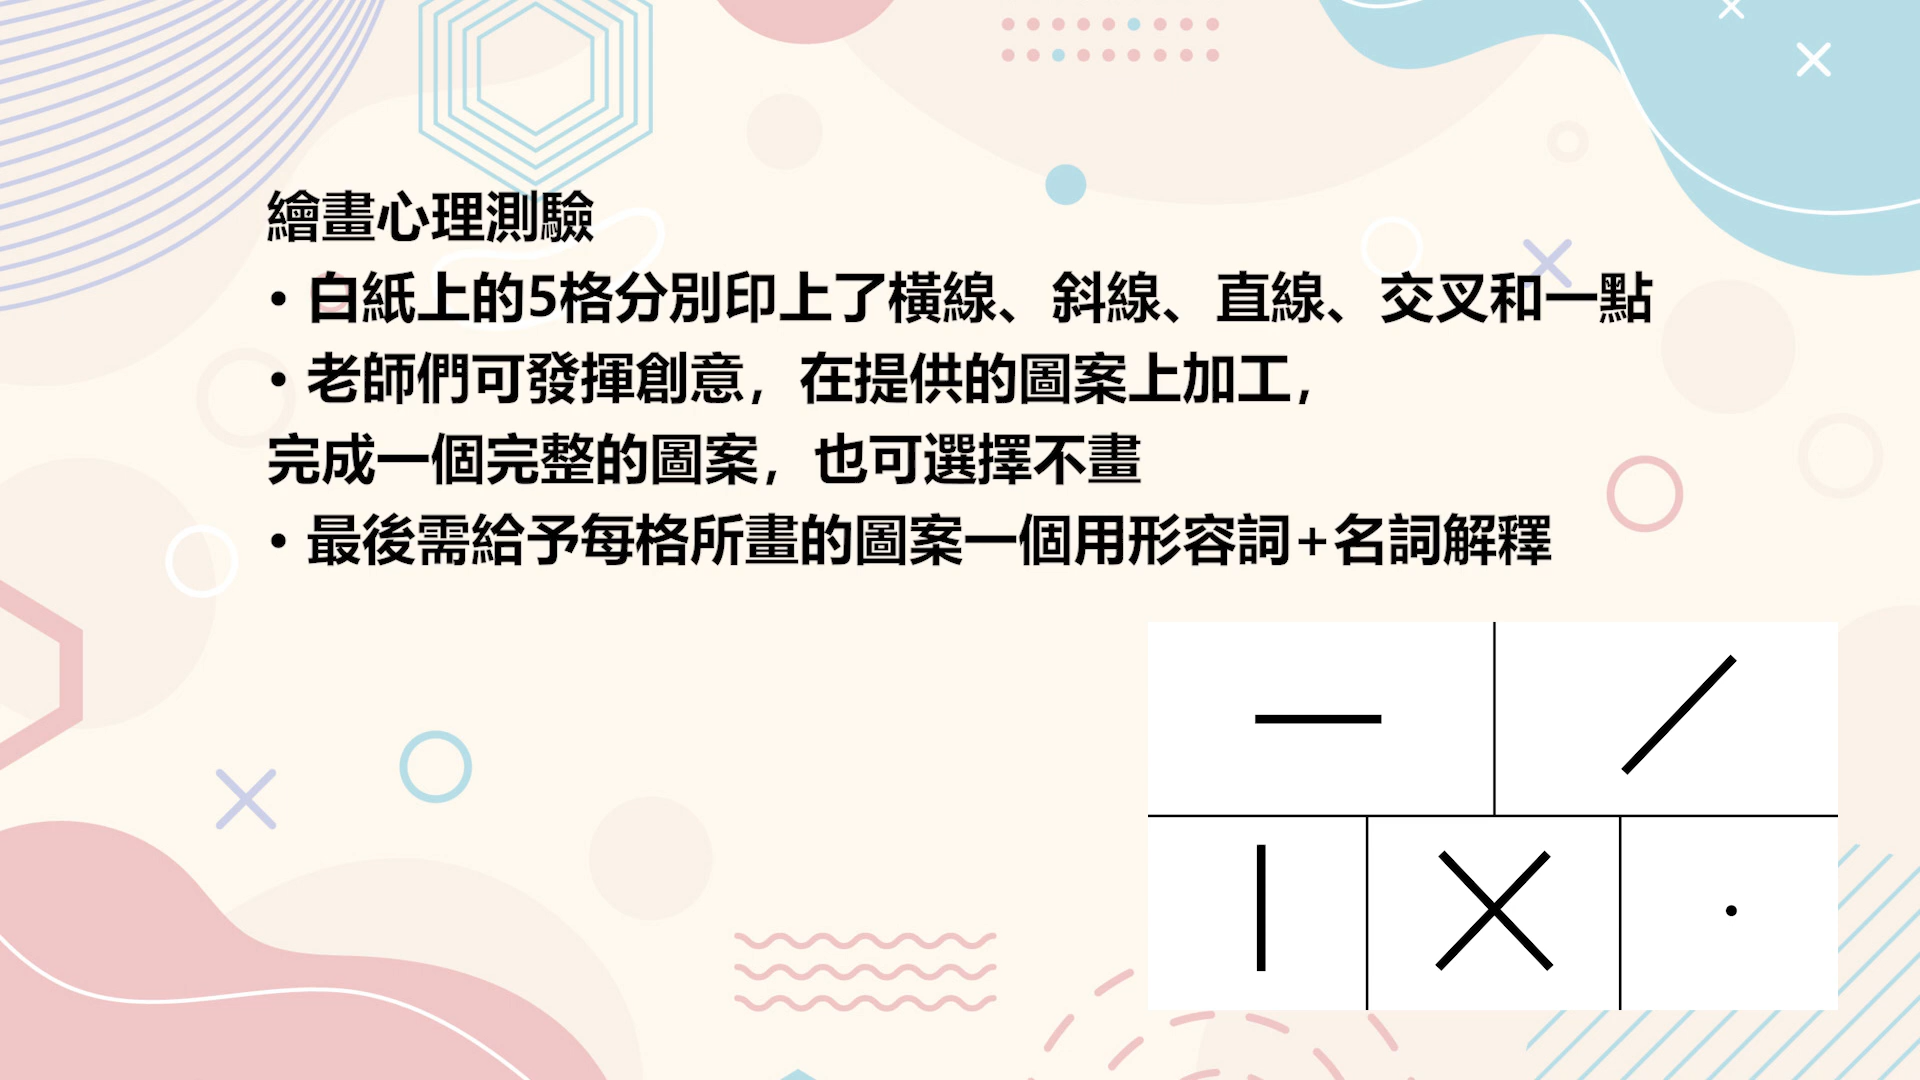 繪畫心理測驗
• 白紙上的5格分別印上了橫線、斜線、直線、交叉和一點
• 老師們可發揮創意，在提供的圖案上加工，
完成一個完整的圖案，也可選擇不畫
• 最後需給予每格所畫的圖案一個用形容詞+名詞解釋